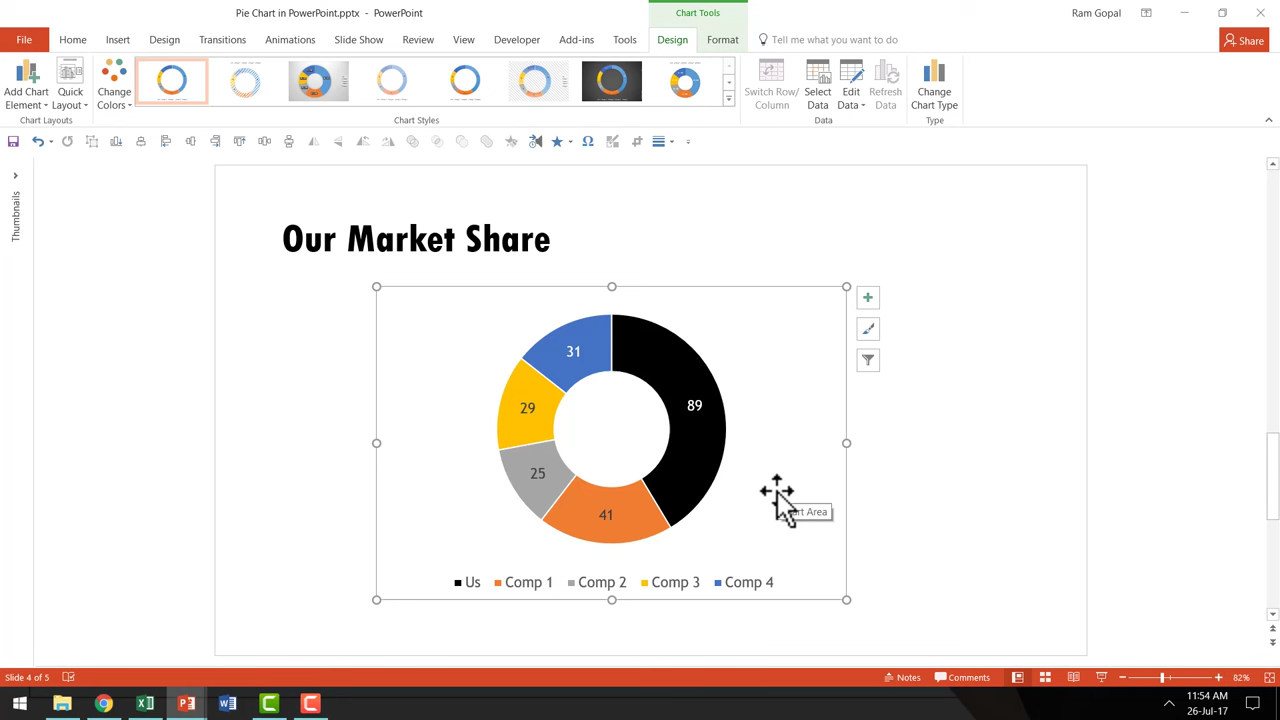 Pie Chart in PowerPoint.pptx - PowerPoint
Chart Tools
Ram Gopal
File Home Insert Design Transitions Animations Slide Show Review View Developer Add-ins Tools Design Format Tell me what you want to do Share
Add Chart Element
Quick Layout
Change Colors
Switch Row/Column
Select Data
Edit Data
Refresh Data
Change Chart Type
Chart Layouts
Chart Styles
Data
Type
Thumbnails
Our Market Share
31
89
29
25
41
Area
Us Comp 1 Comp 2 Comp 3 Comp 4
Slide 4 of 5
Notes
Comments
82%
11:54 AM
26-Jul-17